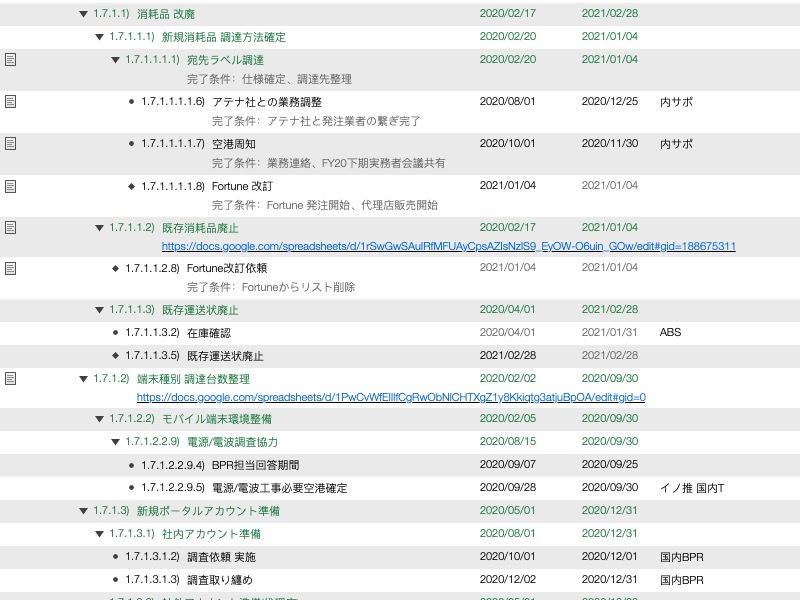 1.7.1.1) 消耗品 改廃 2020/02/17 2021/02/28
1.7.1.1.1) 新規消耗品 調達方法確定 2020/02/20 2021/01/04
1.7.1.1.1.1) 宛先ラベル調達 2020/02/20 2021/01/04
完了条件: 仕様確定、調達先整理
1.7.1.1.1.1.6) アテナ社との業務調整 2020/08/01 2020/12/25 内サポ
完了条件: アテナ社と発注業者の繋ぎ完了
1.7.1.1.1.1.7) 空港周知 2020/10/01 2020/11/30 内サポ
完了条件: 業務連絡、FY20下期実務者会議共有
1.7.1.1.1.1.8) Fortune 改訂 2021/01/04 2021/01/04
完了条件: Fortune 発注開始、代理店販売開始
1.7.1.1.2) 既存消耗品廃止 2020/02/17 2021/01/04
1.7.1.1.2.8) Fortune改訂依頼 2021/01/04 2021/01/04
完了条件: Fortuneからリスト削除
1.7.1.1.3) 既存運送状廃止 2020/04/01 2021/02/28
1.7.1.1.3.2) 在庫確認 2020/04/01 2021/01/31 ABS
1.7.1.1.3.5) 既存運送状廃止 2021/02/28 2021/02/28
1.7.1.2) 端末種別 調達台数整理 2020/02/02 2020/09/30
1.7.1.2.2) モバイル端末環境整備 2020/02/05 2020/09/30
1.7.1.2.2.9) 電源/電波調査協力 2020/08/15 2020/09/30
1.7.1.2.2.9.4) BPR担当回答期間 2020/09/07 2020/09/25
1.7.1.2.2.9.5) 電源/電波工事必要空港確定 2020/09/28 2020/09/30 イノ推 国内T
1.7.1.3) 新規ポータルアカウント準備 2020/05/01 2020/12/31
1.7.1.3.1) 社内アカウント準備 2020/08/01 2020/12/31
1.7.1.3.1.2) 調査依頼 実施 2020/10/01 2020/12/01 国内BPR
1.7.1.3.1.3) 調査取り纏め 2020/12/02 2020/12/31 国内BPR